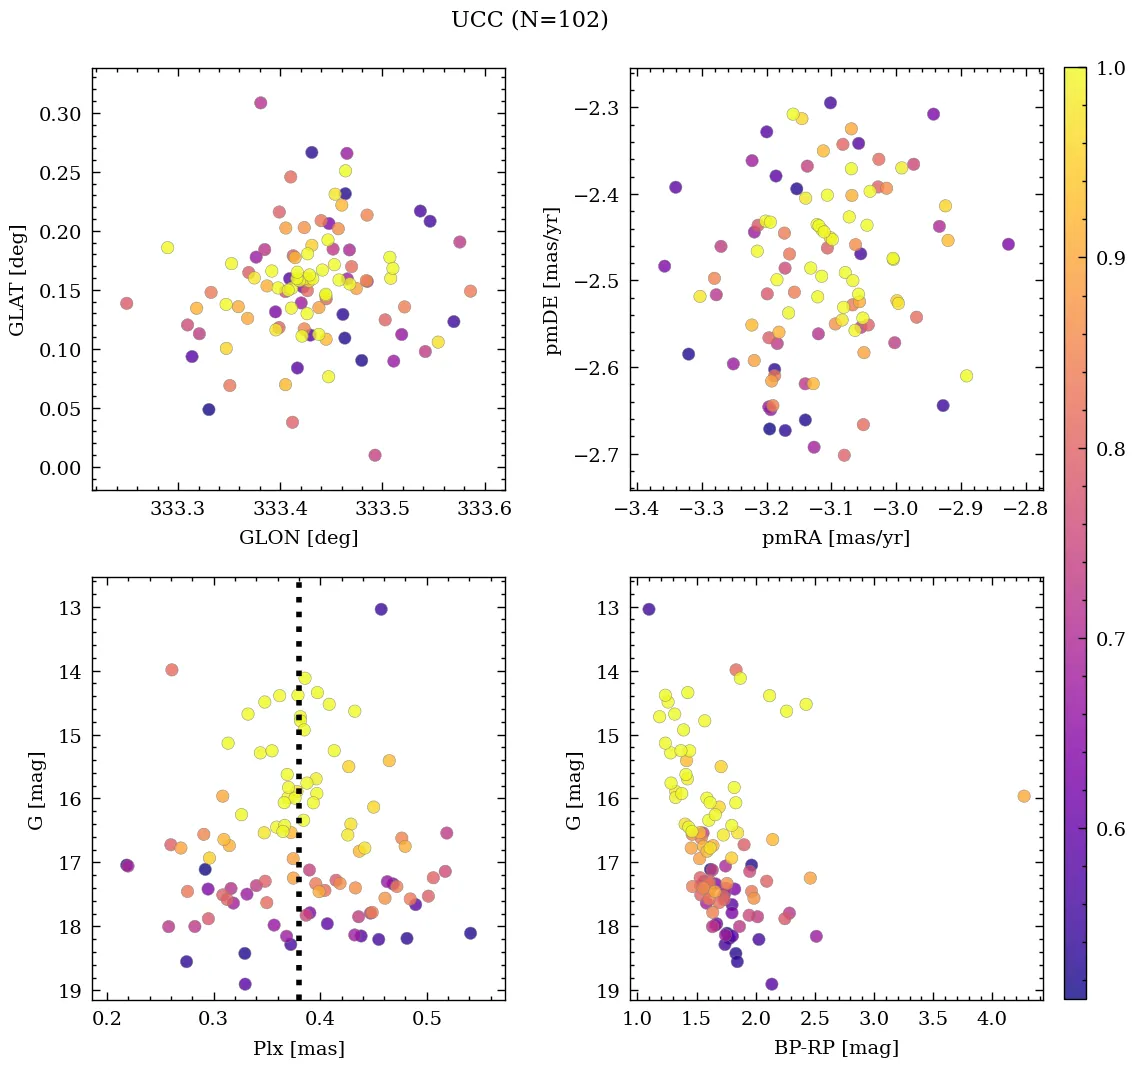 UCC (N=102)
0.30
0.25
0.20
0.15
0.10
0.05
0.00
GLAT [deg]
333.3 333.4 333.5 333.6
GLON [deg]
−2.3
−2.4
−2.5
−2.6
−2.7
pmDE [mas/yr]
−3.4 −3.3 −3.2 −3.1 −3.0 −2.9 −2.8
pmRA [mas/yr]
13
14
15
16
17
18
19
G [mag]
0.2 0.3 0.4 0.5
Plx [mas]
13
14
15
16
17
18
19
G [mag]
1.0 1.5 2.0 2.5 3.0 3.5 4.0
BP-RP [mag]
1.0
0.9
0.8
0.7
0.6